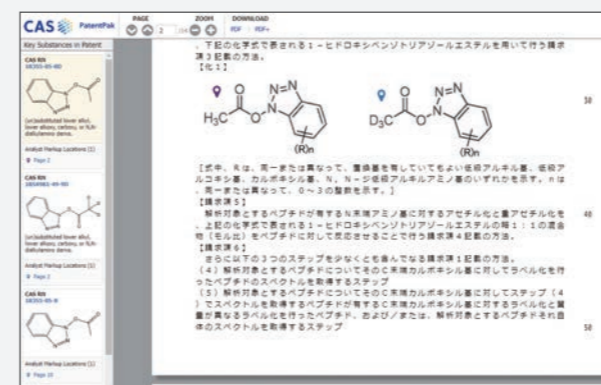 CAS PatentPak
PAGE
2
/34
ZOOM
DOWNLOAD
PDF PDF+
Key Substances in Patent
CAS RN
(un)substituted lower alkyl,
lower alkoxy, carboxy, or N,N-
dialkylamino deriv.
Analyst Markup Locations (1)
Page 2
CAS RN
Analyst Markup Locations (1)
Page 2
CAS RN
Analyst Markup Locations (1)
Page 10
、下記の化学式で表される1-ヒドロキシベンゾトリアゾールエステルを用いて行う請求
項3記載の方法。
【化1】
H3C O O N N N (R)n
D3C O O N N N (R)n
30
[式中、Rは、同一または異なって、置換基を有していてもよい低級アルキル基、低級ア
ルコキシ基、カルボキシル基、N,N-ジ低級アルキルアミノ基のいずれかを示す。nは
、同一または異なって、0~3の整数を示す。]
【請求項5】
解析対象とするペプチドが有するN末端アミノ基に対するアセチル化と重アセチル化を
40
、上記の化学式で表される1-ヒドロキシベンゾトリアゾールエステルの每1:1の混合
物(モル比)をペプチドに対して反応させることで行う請求項4記載の方法。
【請求項6】
さらに以下の3つのステップを少なくとも含んでなる請求項1記載の方法。
(4)解析対象とするペプチドについてそのC末端カルボキシル基に対してラベル化を行
ったペプチドのスペクトルを取得するステップ
(5)解析対象とするペプチドについてそのC末端カルボキシル基に対してステップ(4
)でスペクトルを取得するペプチドが有するC末端カルボキシル基に対するラベル化と質
量が異なるラベル化を行ったペプチド、および/または、解析対象とするペプチドそれ自
体のスペクトルを取得するステップ
50